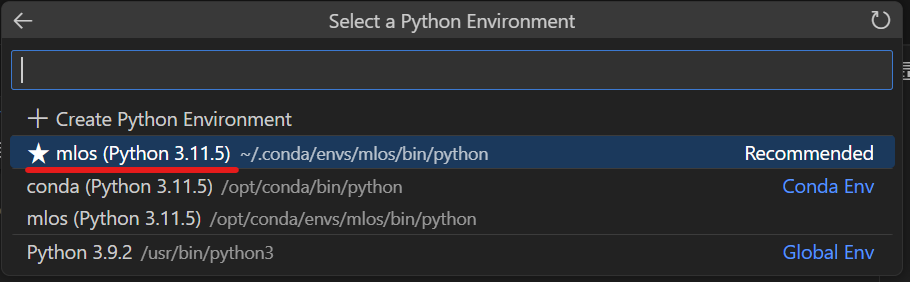 Select a Python Environment
Create Python Environment
mlos (Python 3.11.5) ~/.conda/envs/mlos/bin/python Recommended
conda (Python 3.11.5) /opt/conda/bin/python Conda Env
mlos (Python 3.11.5) /opt/conda/envs/mlos/bin/python
Python 3.9.2 /usr/bin/python3 Global Env